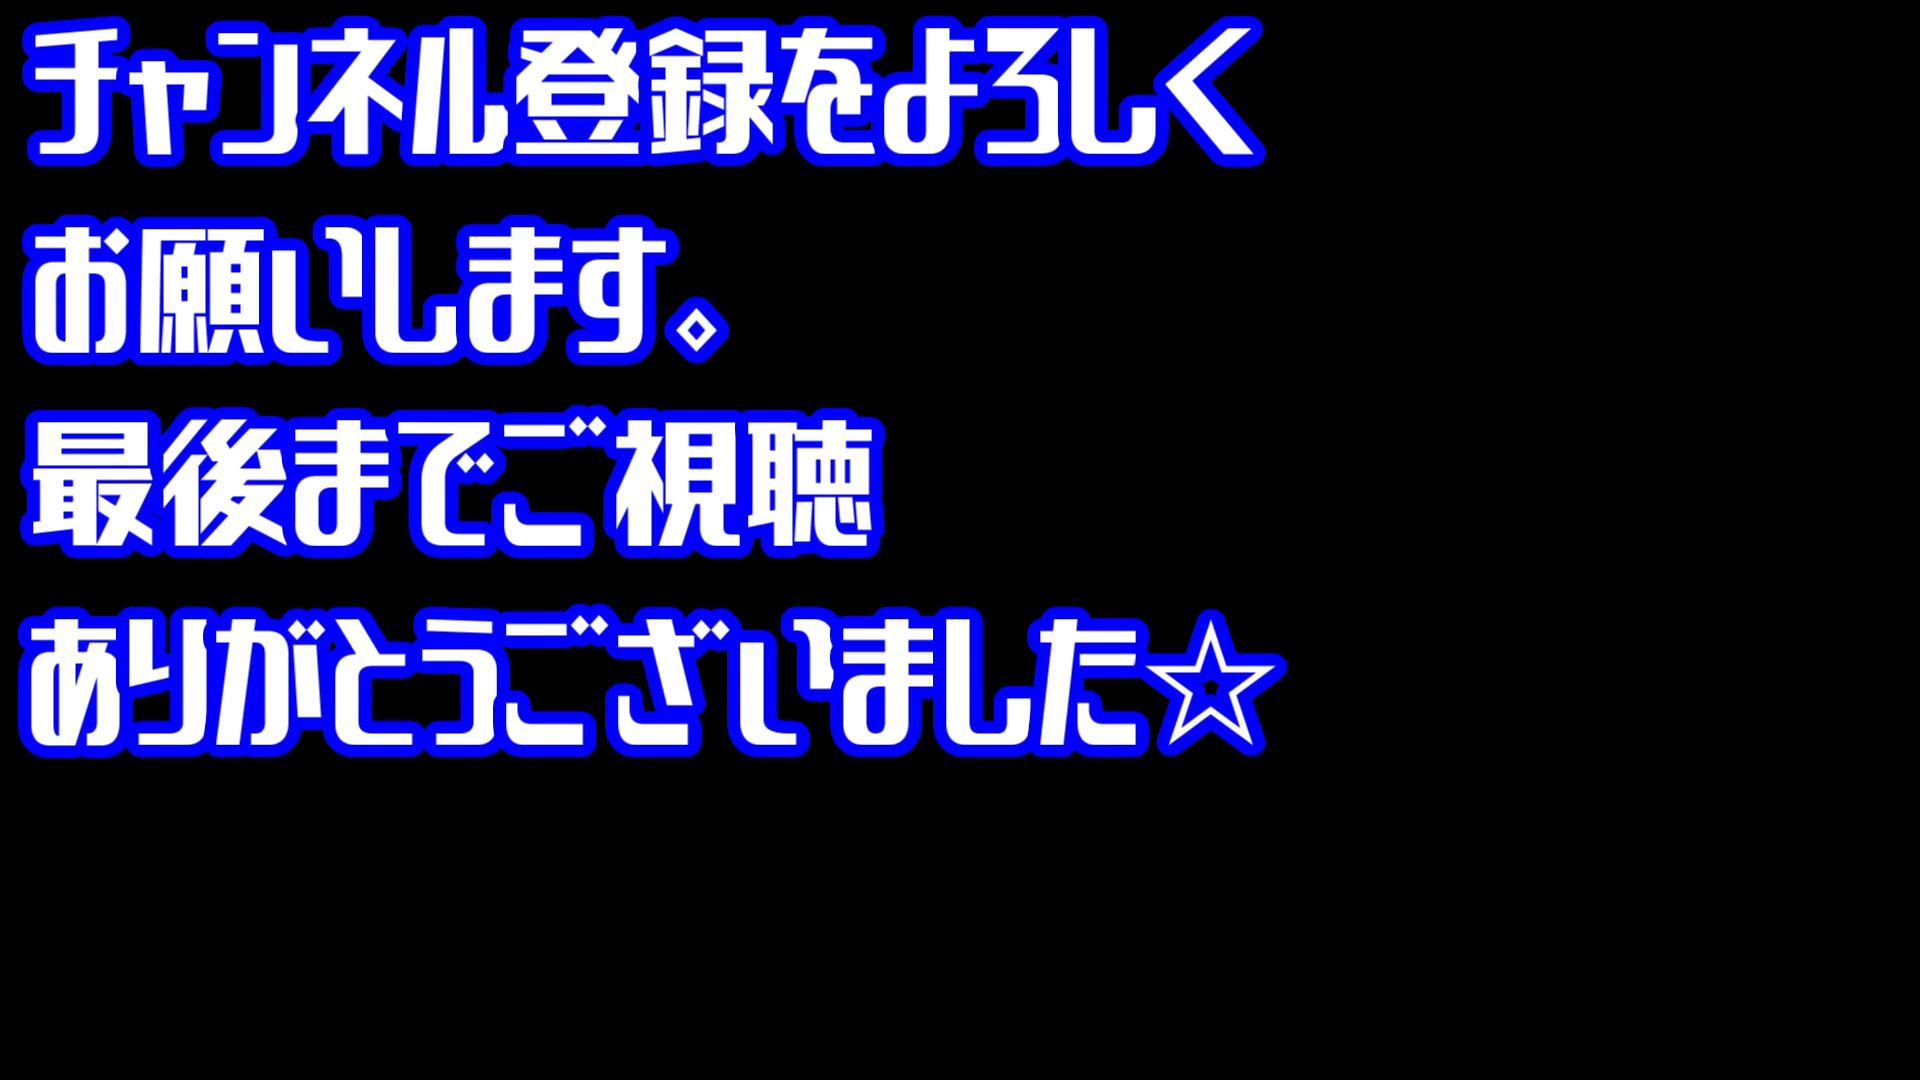 チャンネル登録をよろしく
お願いします。
最後までご視聴
ありがとうございました☆